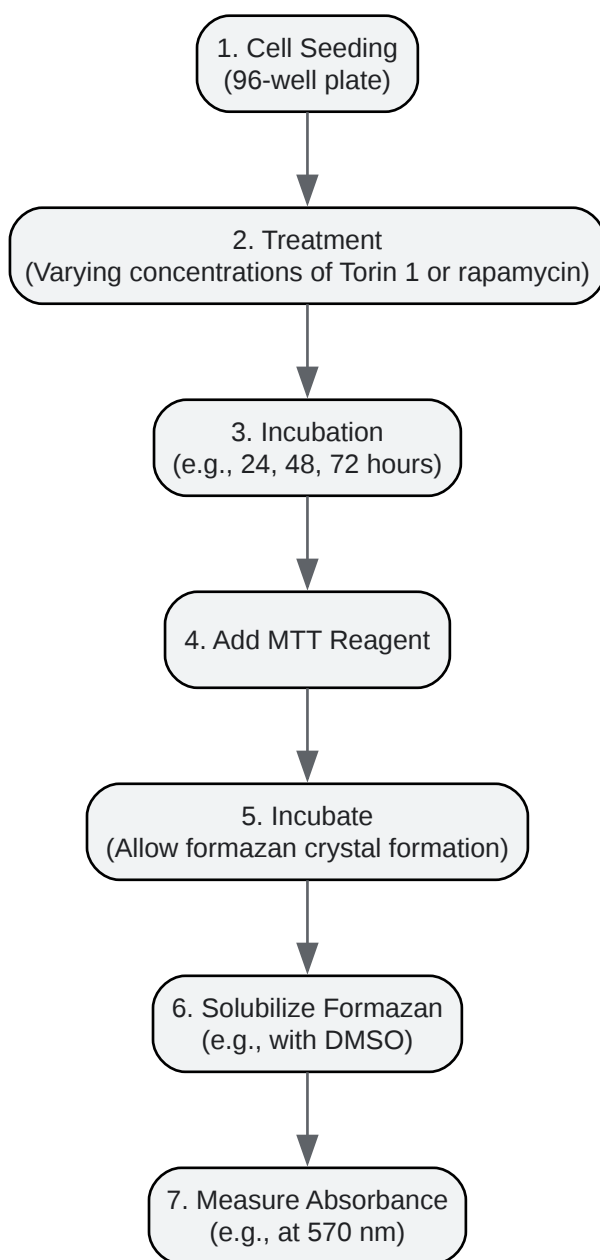 1. Cell Seeding
(96-well plate)
2. Treatment
(Varying concentrations of Torin 1 or rapamycin)
3. Incubation
(e.g., 24, 48, 72 hours)
4. Add MTT Reagent
5. Incubate
(Allow formazan crystal formation)
6. Solubilize Formazan
(e.g., with DMSO)
7. Measure Absorbance
(e.g., at 570 nm)